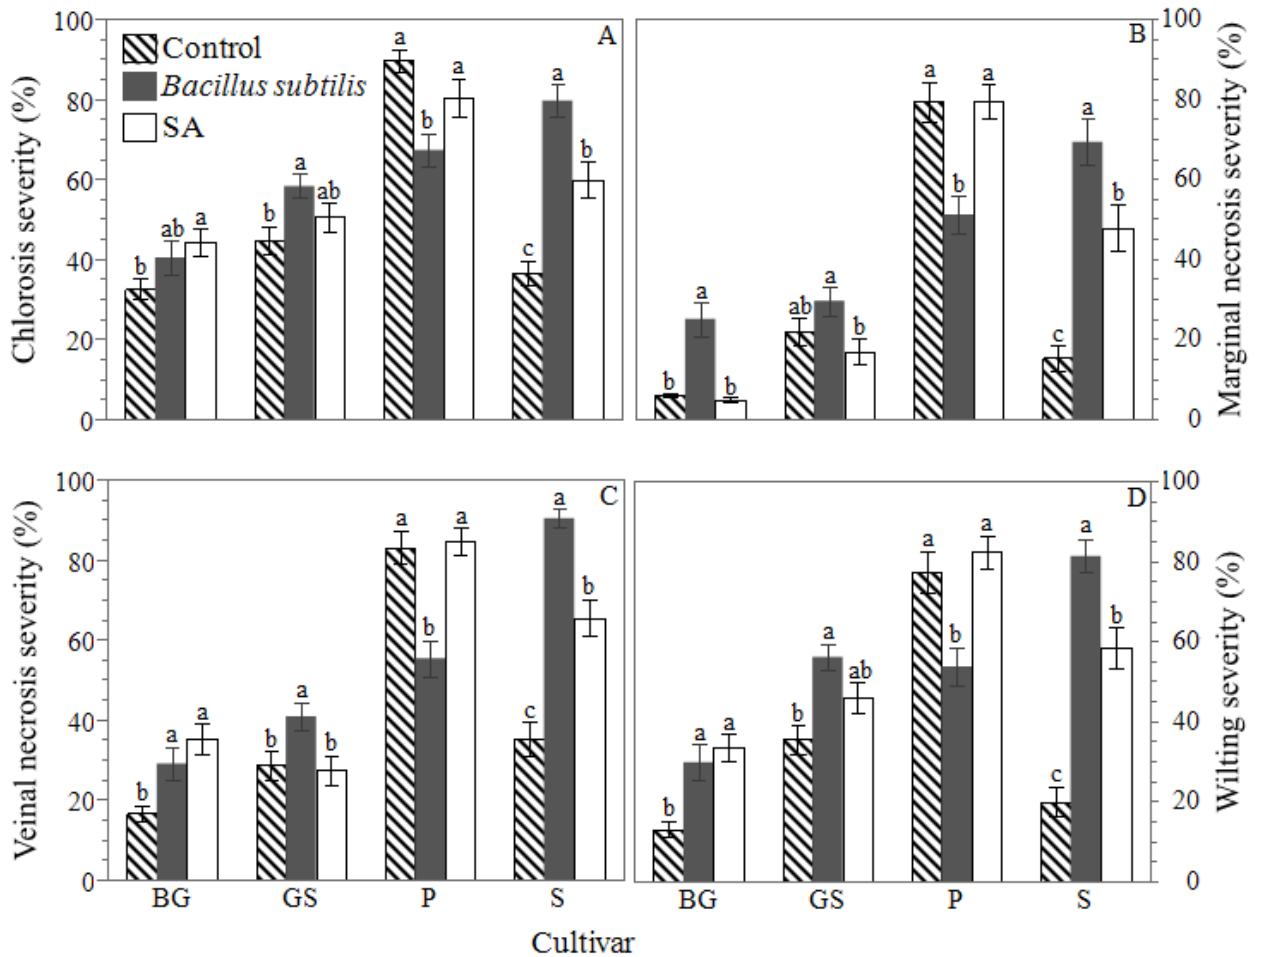 100
80
60
40
20
0
Chlorosis severity (%)
Control
Bacillus subtilis
SA
A
b
ab
a
b
a
ab
a
b
a
c
a
b
B
b
a
b
ab
a
b
a
b
a
c
a
b
100
80
60
40
20
0
Marginal necrosis severity (%)
100
80
60
40
20
0
Veinal necrosis severity (%)
C
b
a
a
b
a
b
a
b
a
c
a
b
BG GS P S
D
b
a
a
b
a
ab
a
b
a
c
a
b
BG GS P S
100
80
60
40
20
0
Wilting severity (%)
Cultivar